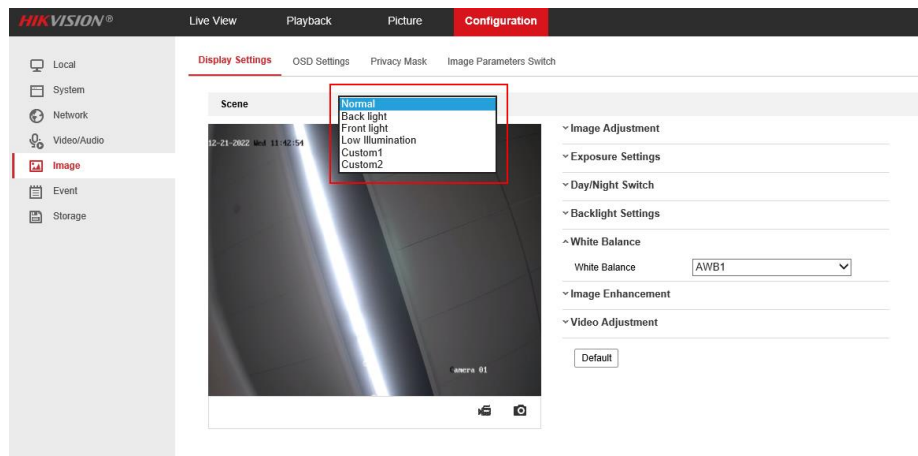 HIKVISION®
Live View Playback Picture Configuration
Local
System
Network
Video/Audio
Image
Event
Storage
Display Settings OSD Settings Privacy Mask Image Parameters Switch
Scene
Normal
Back light
Front light
Low Illumination
Custom1
Custom2
12-21-2022 Wed 11:42:54
Camera 01
Image Adjustment
Exposure Settings
Day/Night Switch
Backlight Settings
White Balance
White Balance AWB1
Image Enhancement
Video Adjustment
Default